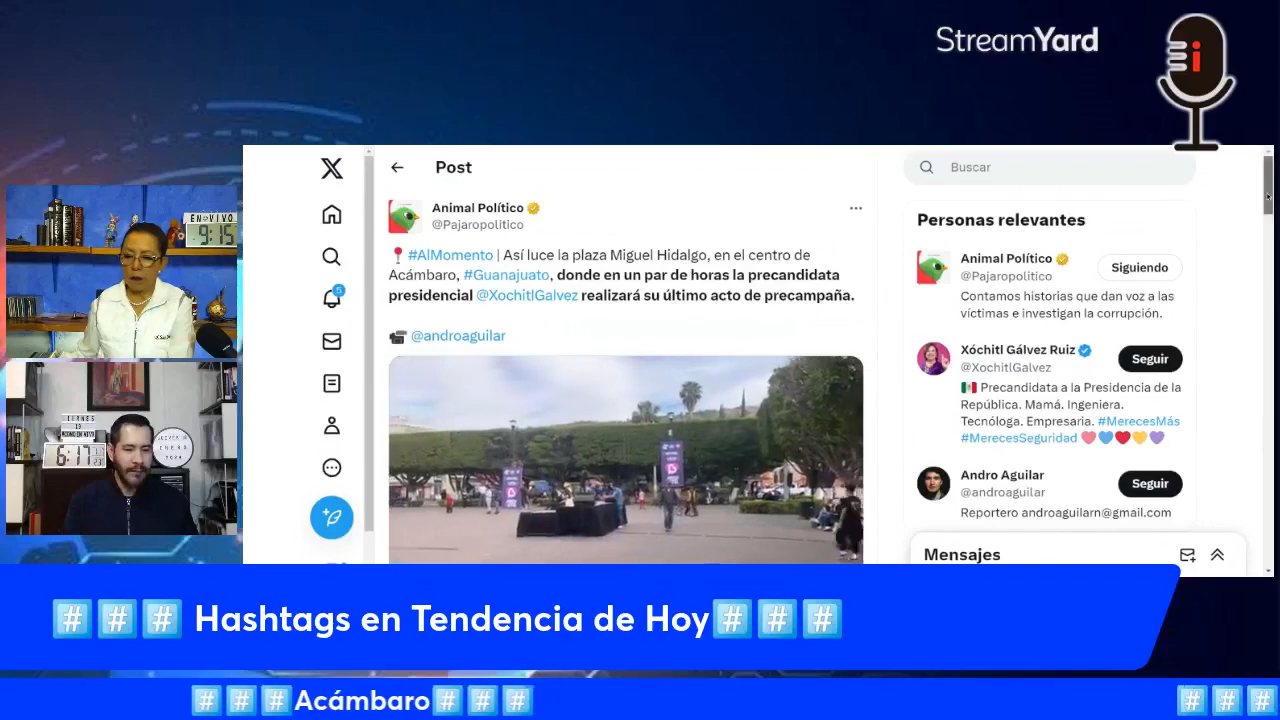 StreamYard
i
EN VIVO
9:15
6:17
Post
Buscar
Animal Político
@Pajaropolitico
#AlMomento | Así luce la plaza Miguel Hidalgo, en el centro de
Acámbaro, #Guanajuato, donde en un par de horas la precandidata
presidencial @XochitlGalvez realizará su último acto de precampaña.
@androaguilar
5
Personas relevantes
Animal Político
@Pajaropolitico
Siguiendo
Contamos historias que dan voz a las
víctimas e investigan la corrupción.
Xóchitl Gálvez Ruiz
@XochitlGalvez
Seguir
Precandidata a la Presidencia de la
República. Mamá. Ingeniera.
Tecnóloga. Empresaria. #MerecesMás
#MerecesSeguridad
Andro Aguilar
@androaguilar
Seguir
Reportero androaguilarn@gmail.com
Mensajes
#️⃣#️⃣#️⃣ Hashtags en Tendencia de Hoy#️⃣#️⃣#️⃣
#️⃣#️⃣#️⃣Acámbaro#️⃣#️⃣#️⃣
#️⃣#️⃣#️⃣